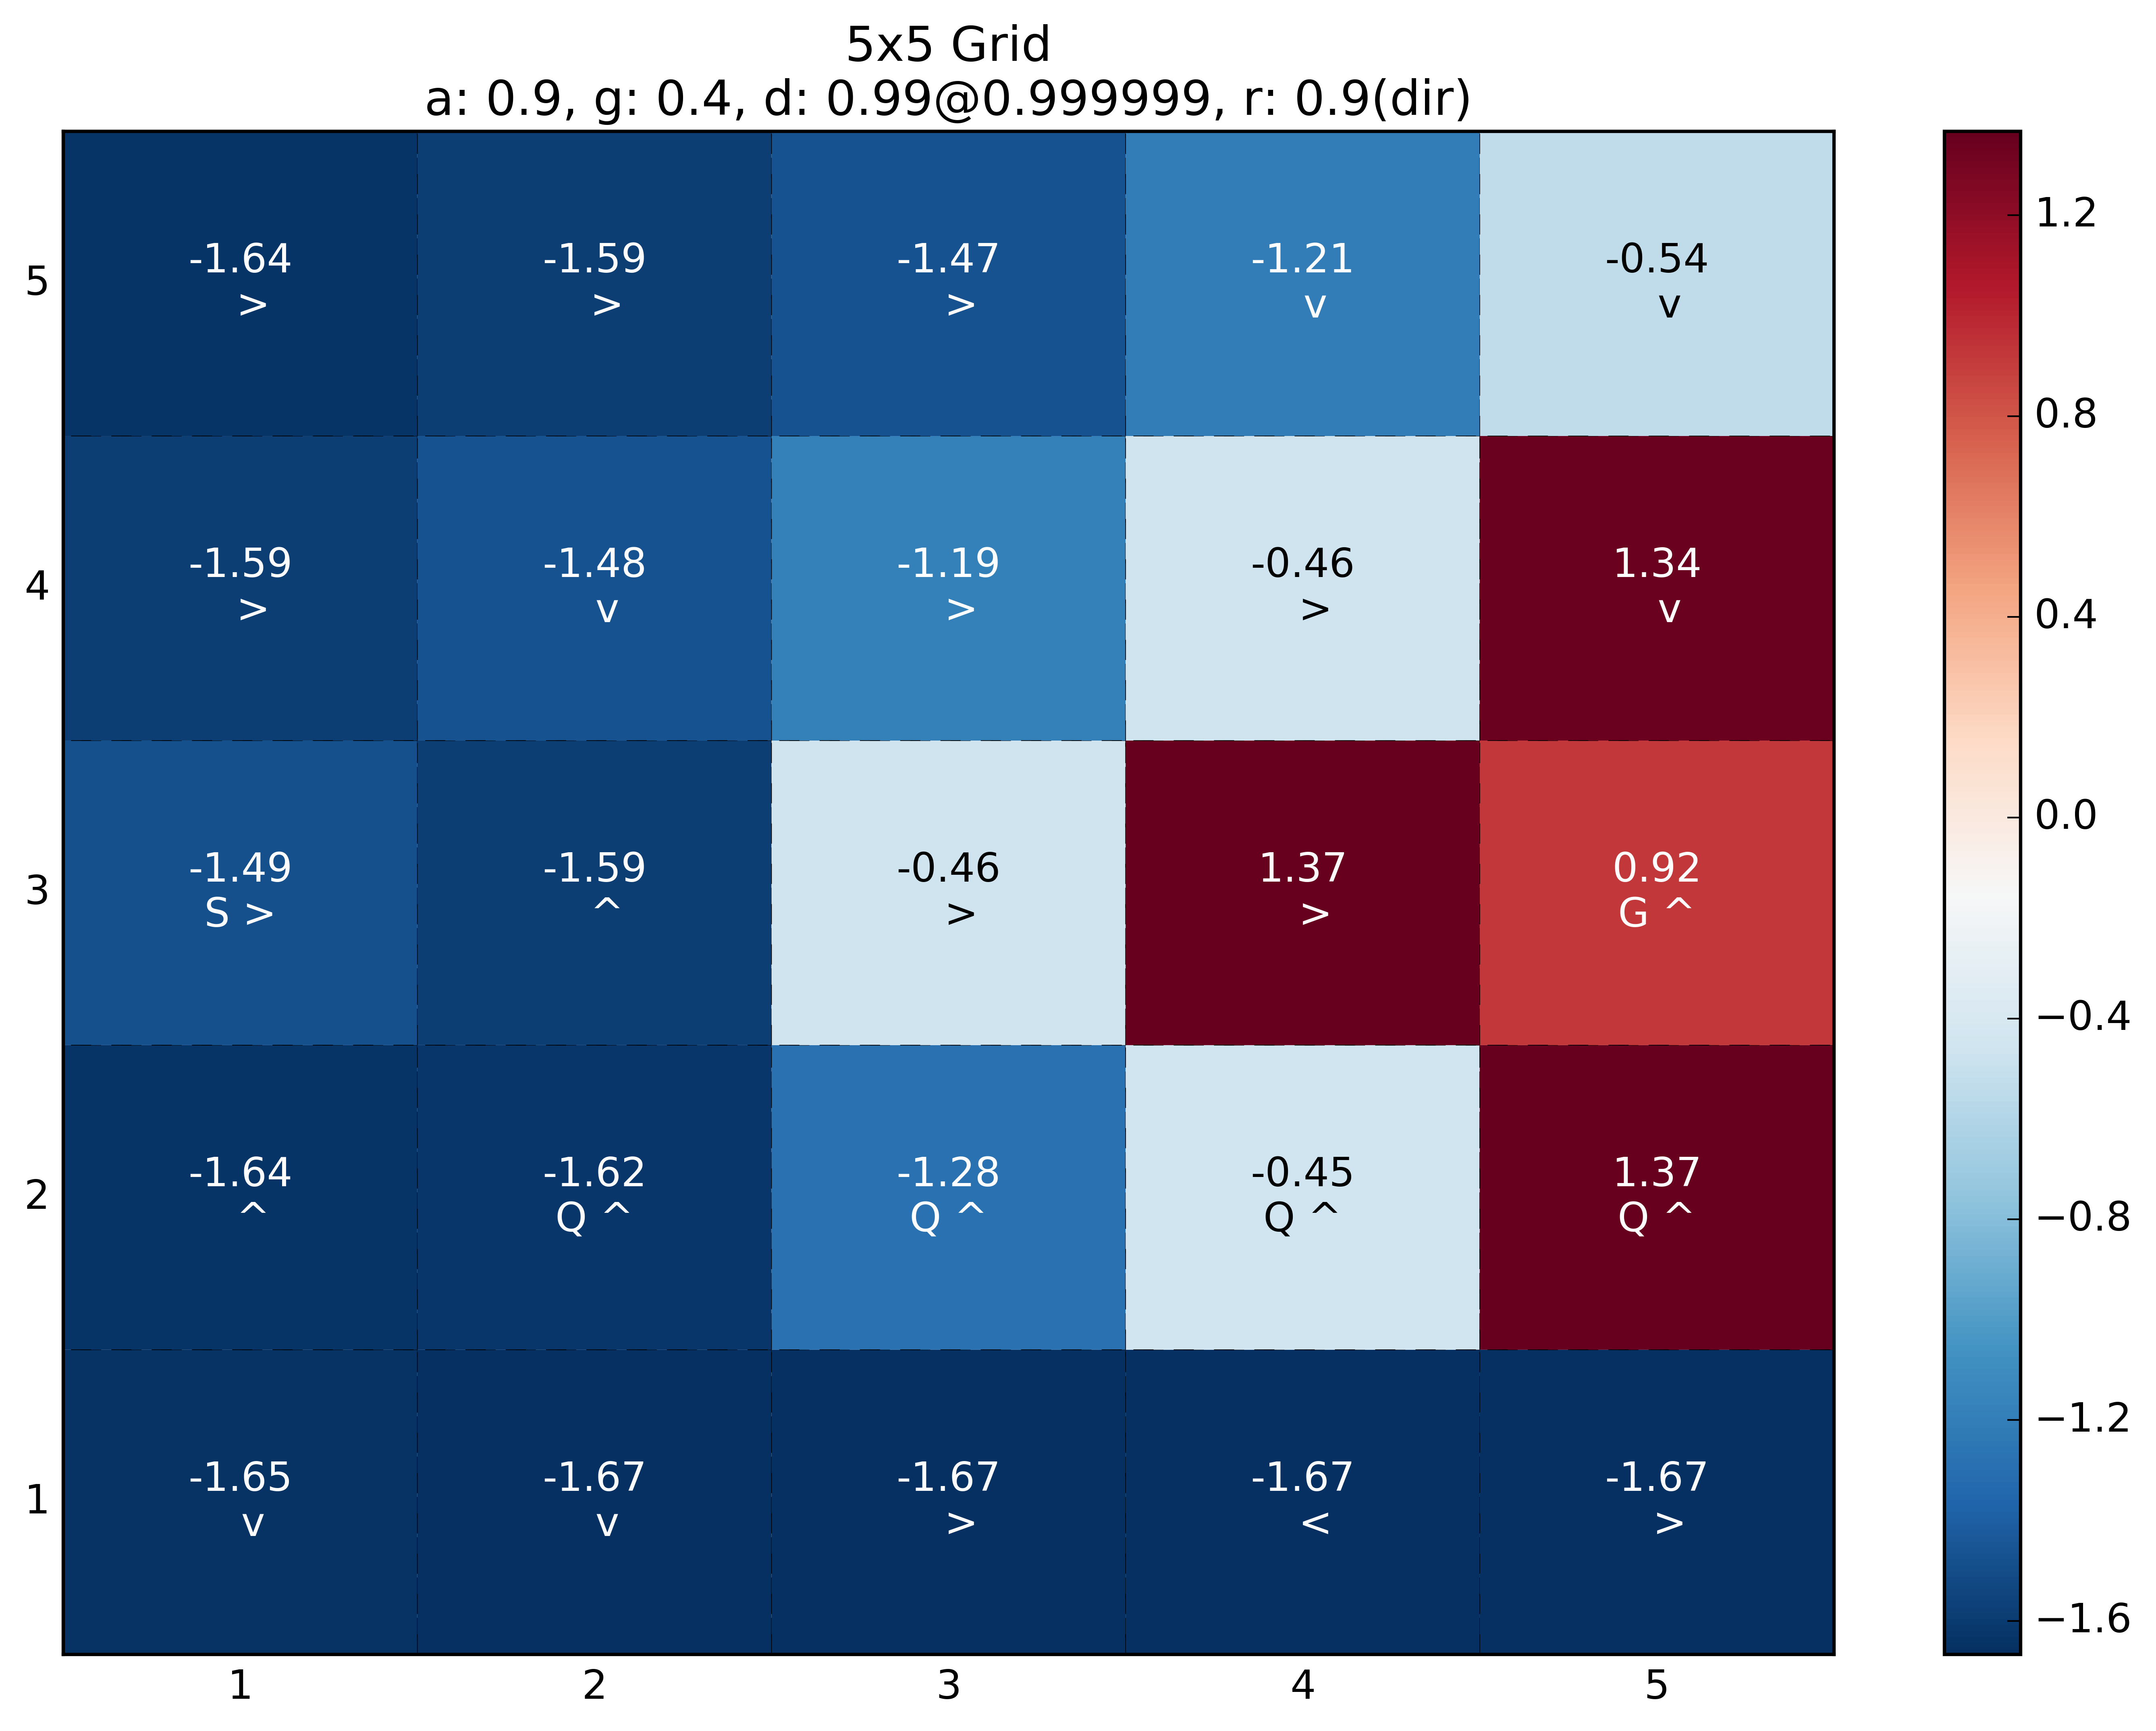 5x5 Grid
a: 0.9, g: 0.4, d: 0.99@0.999999, r: 0.9(dir)
5
-1.64 -1.59 -1.47 -1.21 -0.54
> > > v v
4
-1.59 -1.48 -1.19 -0.46 1.34
> v > > v
3
-1.49 -1.59 -0.46 1.37 0.92
S > ^ > > G ^
2
-1.64 -1.62 -1.28 -0.45 1.37
^ Q ^ Q ^ Q ^ Q ^
1
-1.65 -1.67 -1.67 -1.67 -1.67
v v > < >
1 2 3 4 5
1.2
0.8
0.4
0.0
−0.4
−0.8
−1.2
−1.6